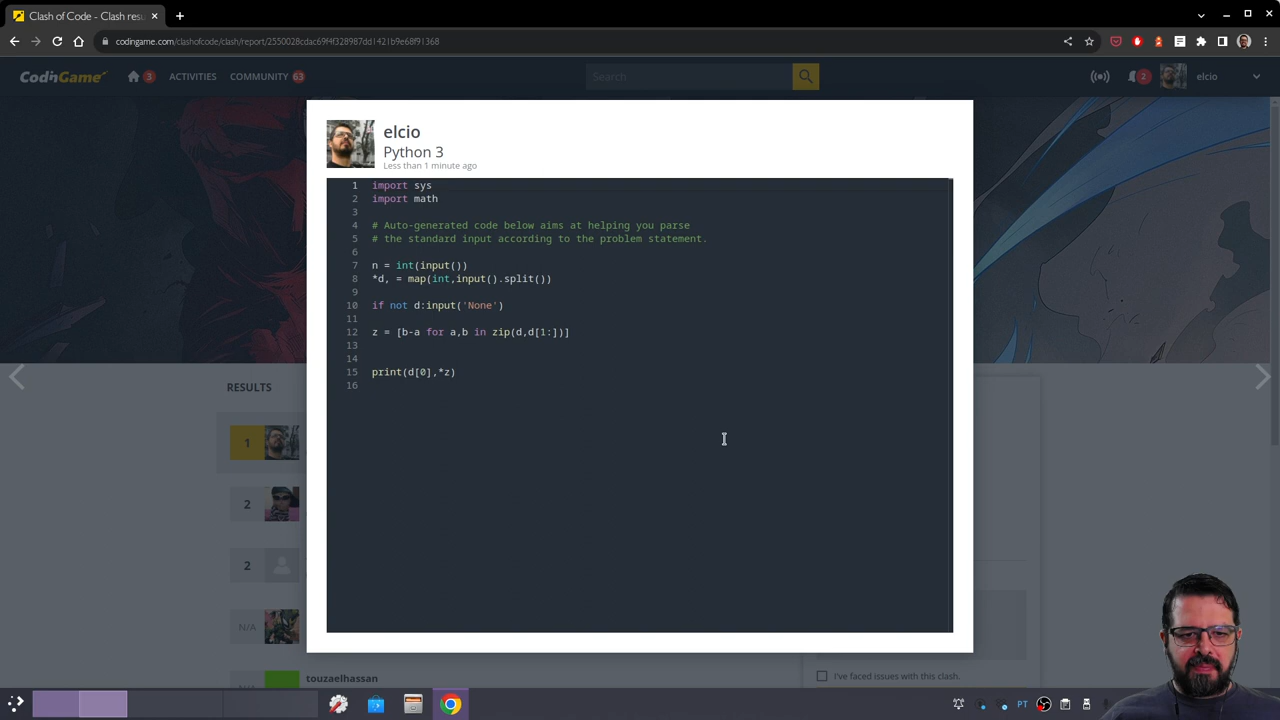 Clash of Code - Clash resu
codingame.com/clashofcode/clash/report/2550028cdac69f4f328987dd1421b9e68f91368
CodinGame
3
ACTIVITIES
COMMUNITY
63
Search
2
elcio
elcio
Python 3
Less than 1 minute ago
1 import sys
2 import math
3
4 # Auto-generated code below aims at helping you parse
5 # the standard input according to the problem statement.
6
7 n = int(input())
8 *d, = map(int,input().split())
9
10 if not d:input('None')
11
12 z = [b-a for a,b in zip(d,d[1:])]
13
14
15 print(d[0],*z)
16
RESULTS
1
2
2
N/A
touzaelhassan
I've faced issues with this clash.
PT